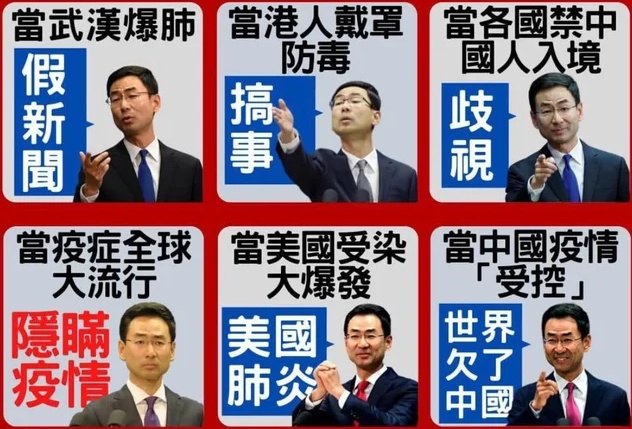 當武漢爆肺
假
新
聞
當港人戴罩
防毒
搞
事
當各國禁中
國人入境
歧
視
當疫症全球
大流行
隱瞞
疫情
當美國受染
大爆發
美國
肺炎
當中國疫情
「受控」
世界
欠了
中國